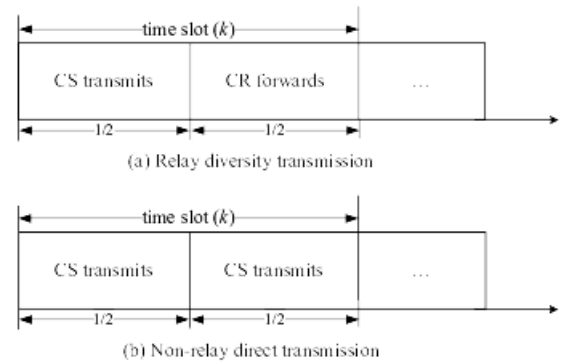 time slot (k)
CS transmits CR forwards ...
1/2 1/2
(a) Relay diversity transmission
time slot (k)
CS transmits CS transmits ...
1/2 1/2
(b) Non-relay direct transmission